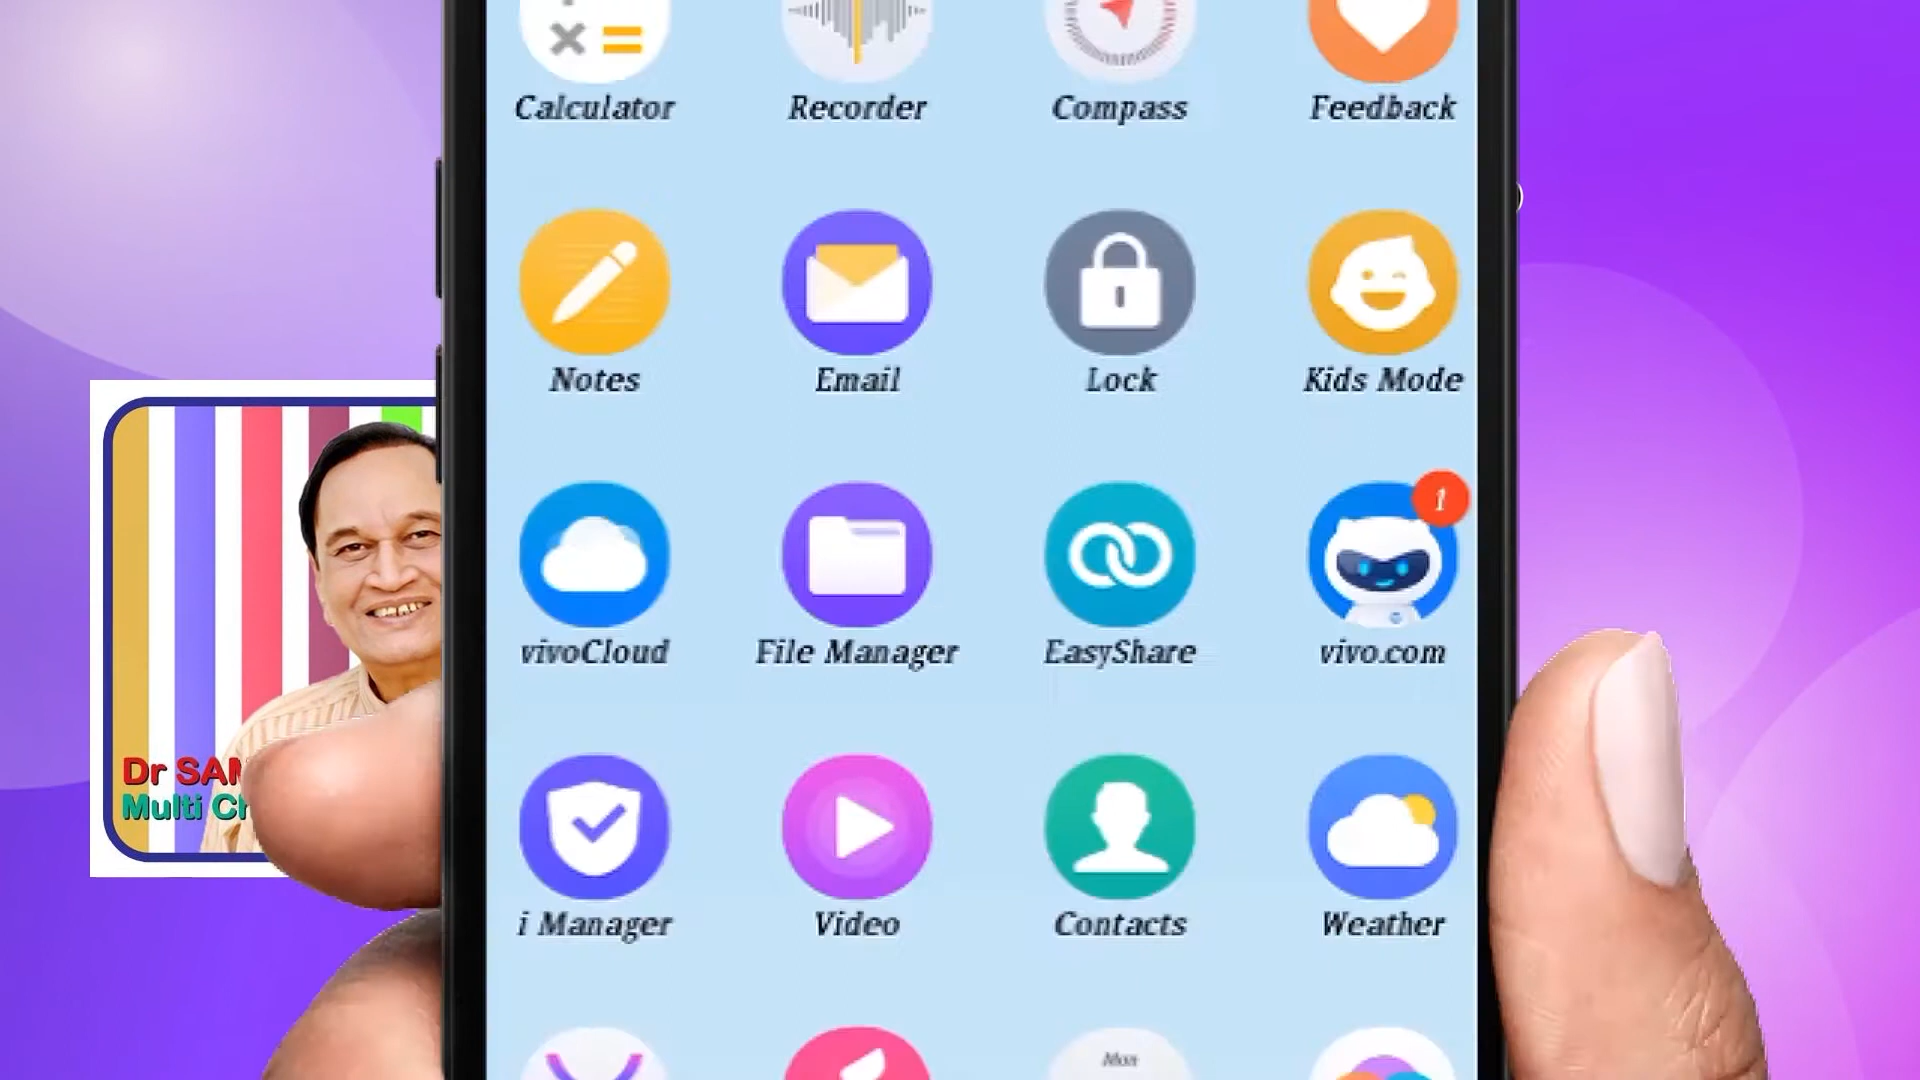 Calculator
Recorder
Compass
Feedback
Notes
Email
Lock
Kids Mode
1
vivoCloud
File Manager
EasyShare
vivo.com
i Manager
Video
Contacts
Weather
Mon
Dr
Multi